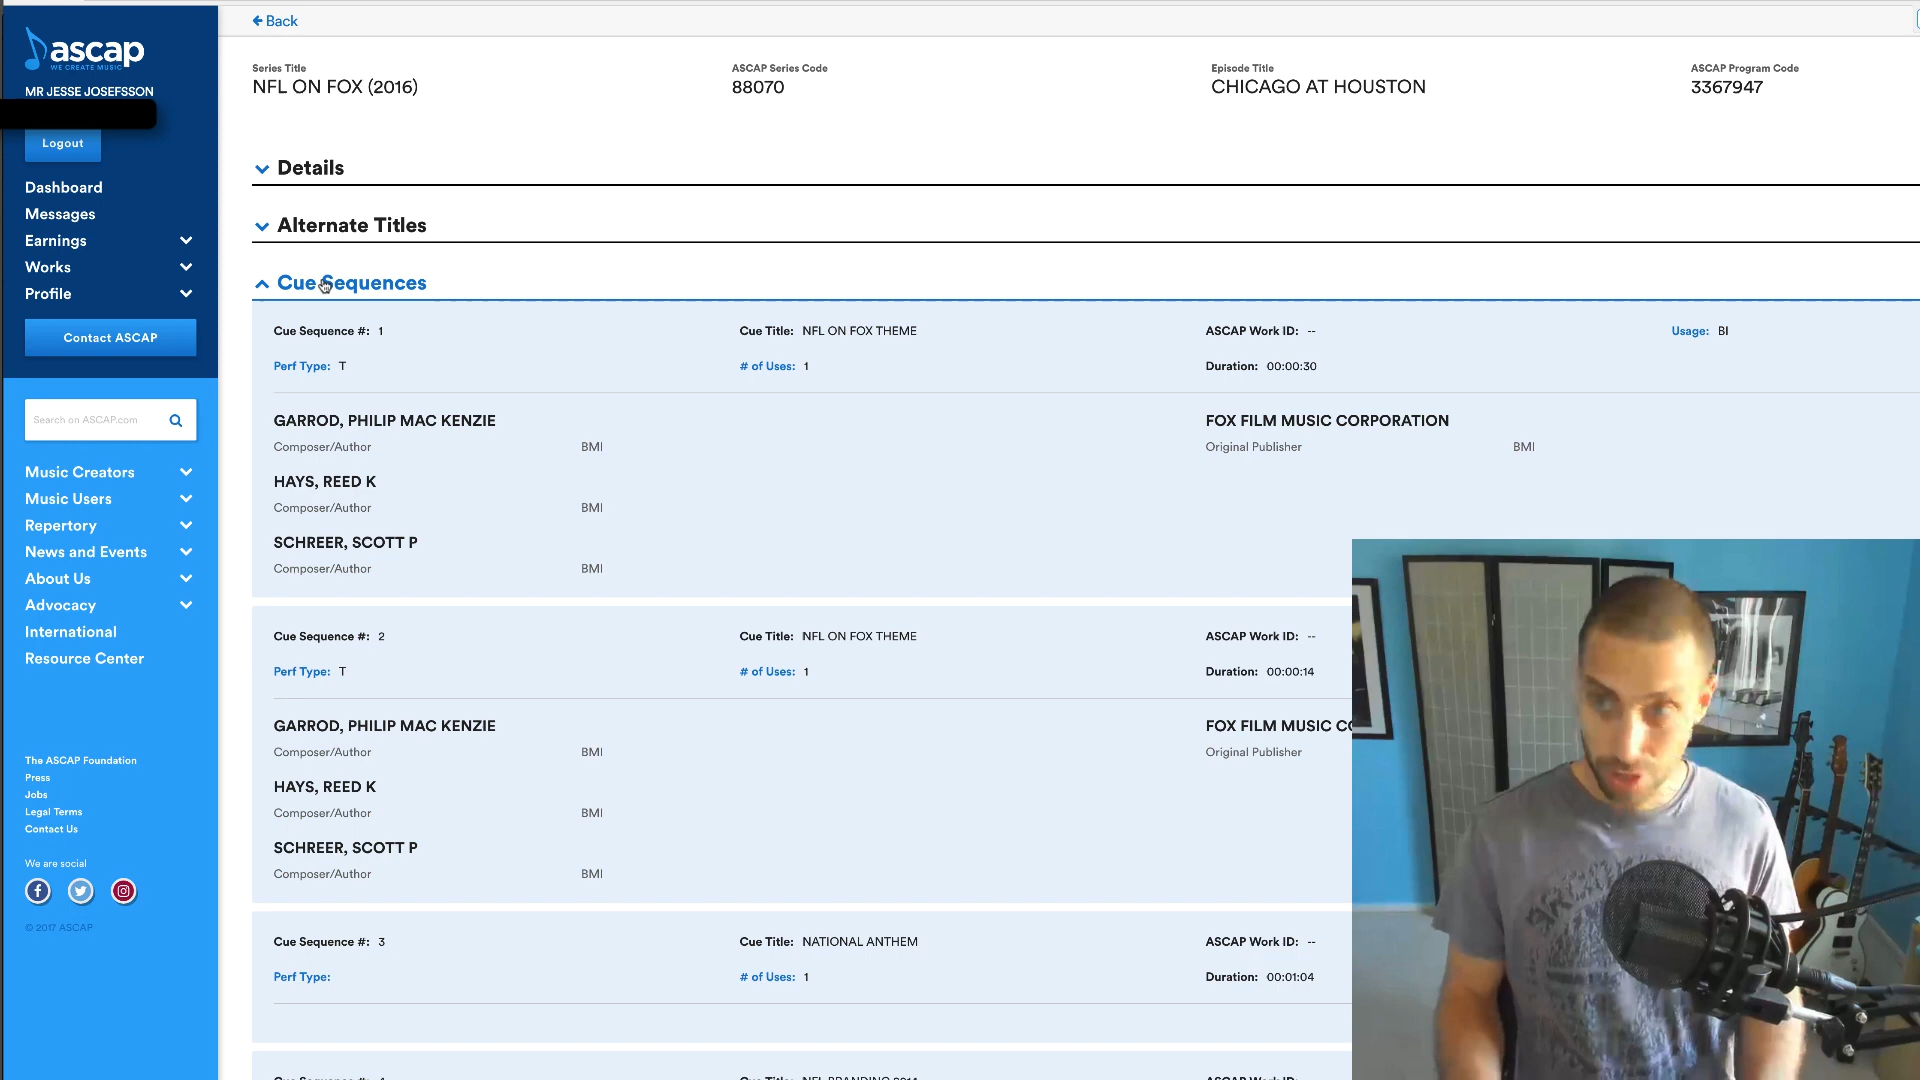 Back
ascap
WE CREATE MUSIC
MR JESSE JOSEFSSON
Logout
Dashboard
Messages
Earnings
Works
Profile
Contact ASCAP
Search on ASCAP.com
Music Creators
Music Users
Repertory
News and Events
About Us
Advocacy
International
Resource Center
The ASCAP Foundation
Press
Jobs
Legal Terms
Contact Us
We are social
© 2017 ASCAP
Series Title ASCAP Series Code Episode Title ASCAP Program Code
NFL ON FOX (2016) 88070 CHICAGO AT HOUSTON 3367947
Details
Alternate Titles
Cue Sequences
Cue Sequence #: 1 Cue Title: NFL ON FOX THEME ASCAP Work ID: -- Usage: BI
Perf Type: T # of Uses: 1 Duration: 00:00:30
GARROD, PHILIP MAC KENZIE FOX FILM MUSIC CORPORATION
Composer/Author BMI Original Publisher BMI
HAYS, REED K
Composer/Author BMI
SCHREER, SCOTT P
Composer/Author BMI
Cue Sequence #: 2 Cue Title: NFL ON FOX THEME ASCAP Work ID: --
Perf Type: T # of Uses: 1 Duration: 00:00:14
GARROD, PHILIP MAC KENZIE FOX FILM MUSIC
Composer/Author BMI Original Publisher
HAYS, REED K
Composer/Author BMI
SCHREER, SCOTT P
Composer/Author BMI
Cue Sequence #: 3 Cue Title: NATIONAL ANTHEM ASCAP Work ID: --
Perf Type: # of Uses: 1 Duration: 00:01:04